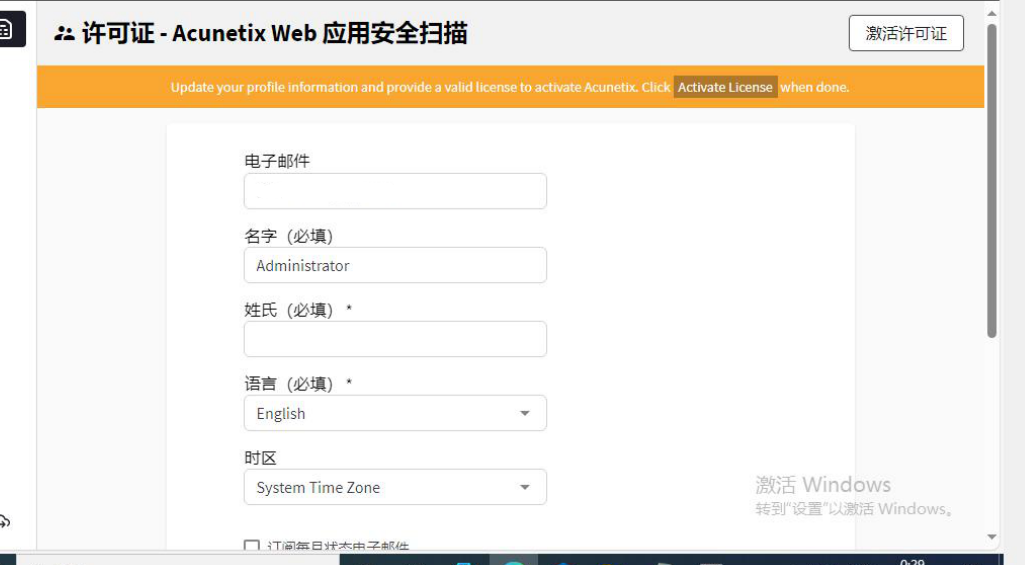 许可证 - Acunetix Web 应用安全扫描
激活许可证
Update your profile information and provide a valid license to activate Acunetix. Click Activate License when done.
电子邮件
名字（必填）
Administrator
姓氏（必填） *
语言（必填） *
English
时区
System Time Zone
激活 Windows
转到“设置”以激活 Windows。
订阅每月状态电子邮件
0:29